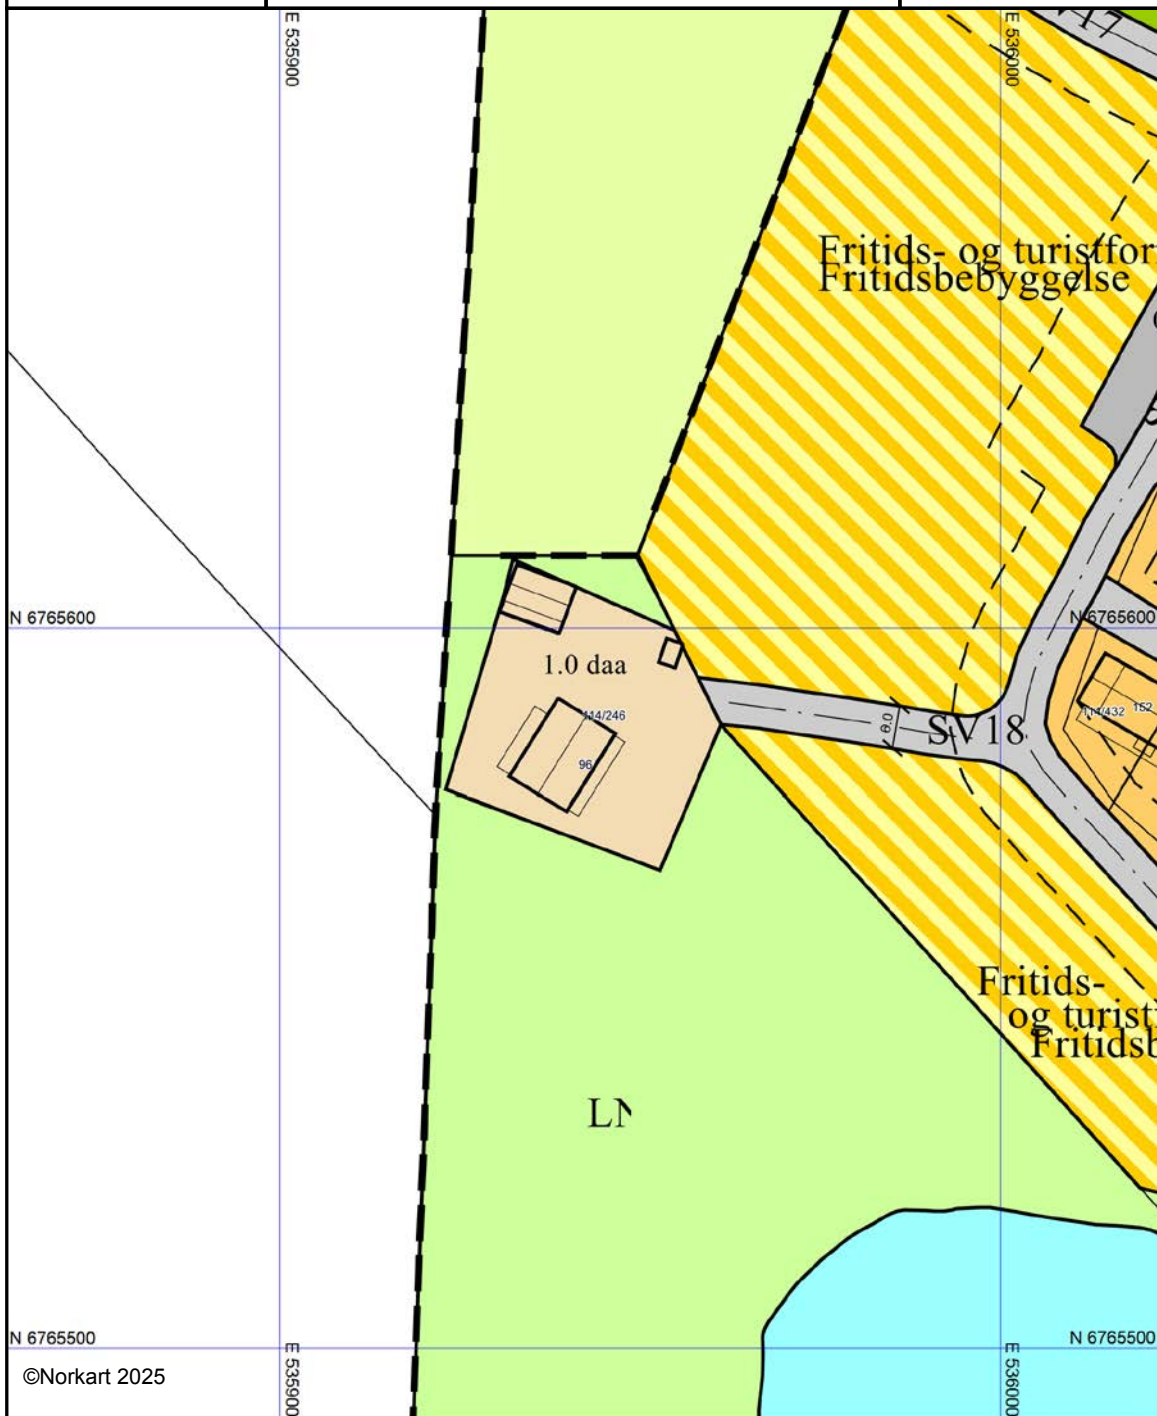 E 535900
E 536000
Fritids- og turistfor
Fritidsbebyggelse
N 6765600
N 6765600
1.0 daa
414/246
96
6.0
SV18
114/432
152
Fritids-
og turist
Fritidsb
LN
N 6765500
N 6765500
E 535900
E 536000
©Norkart 2025